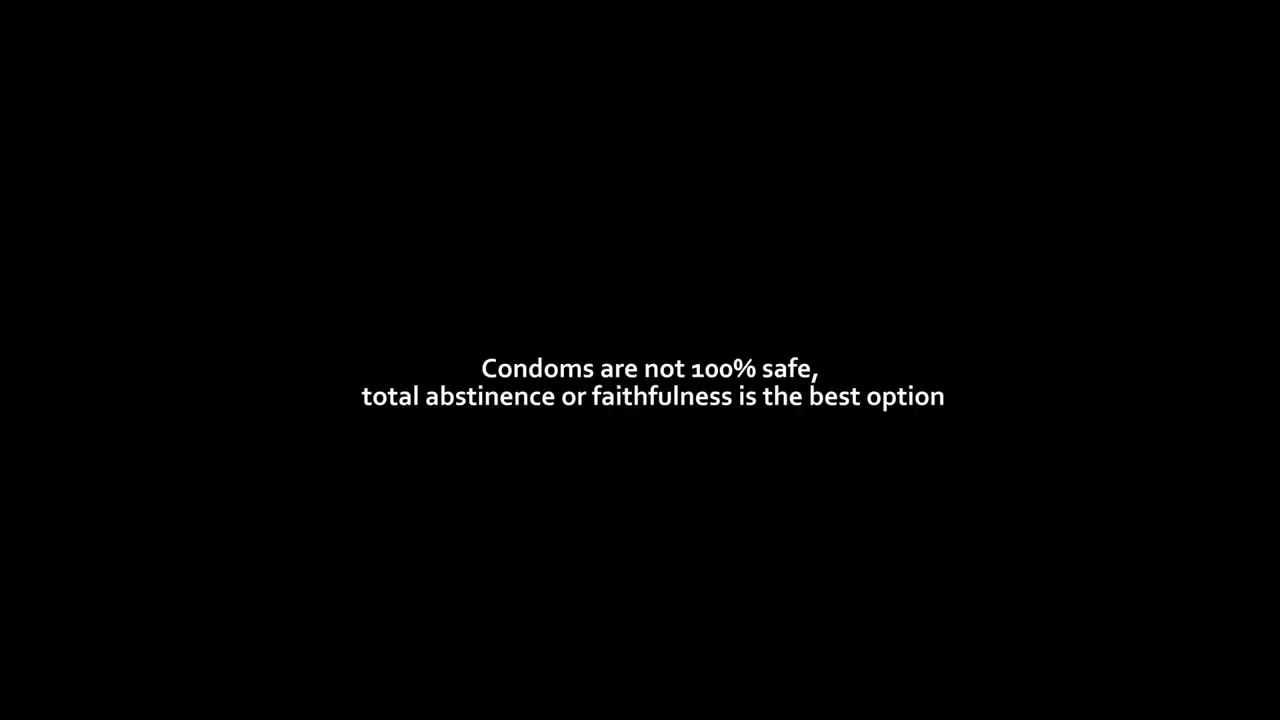 Condoms are not 100% safe,
total abstinence or faithfulness is the best option